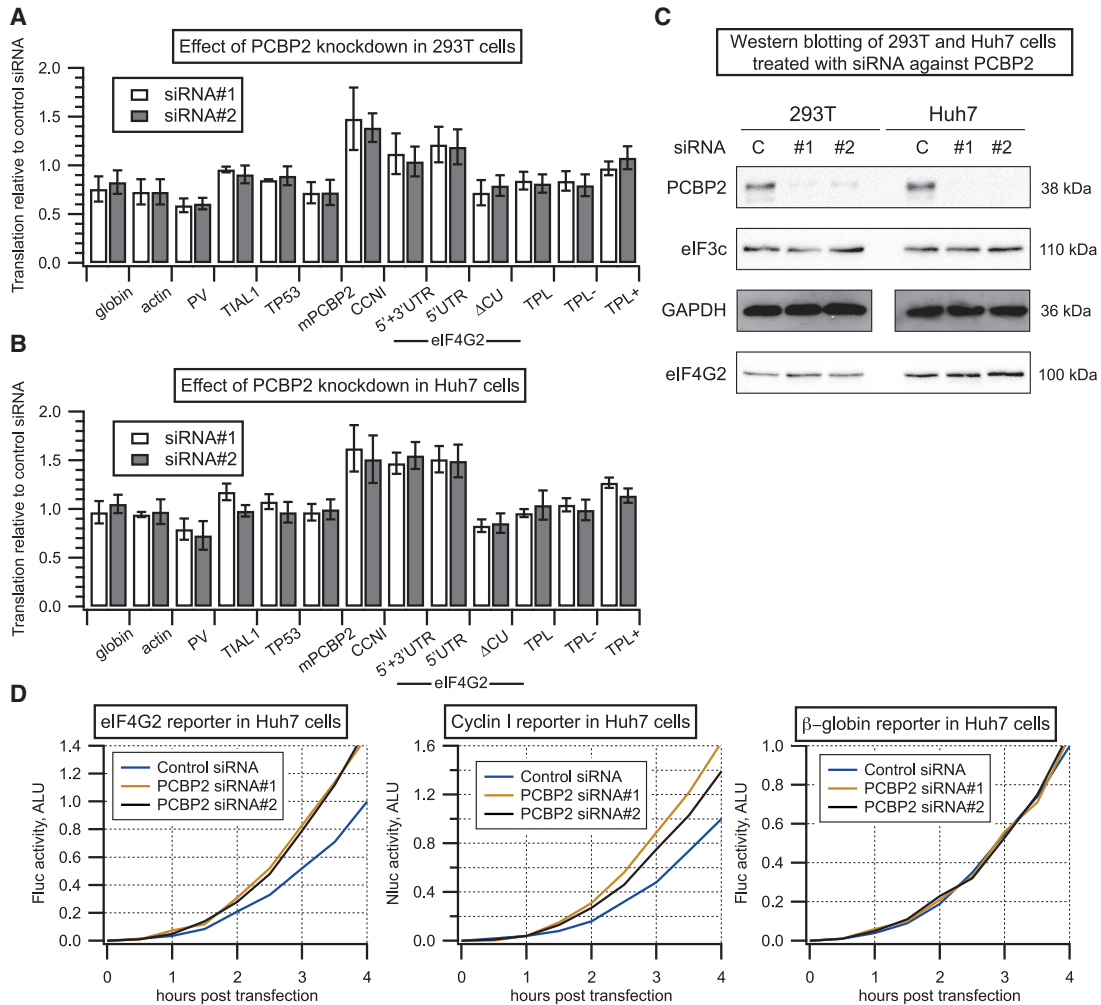 A
Effect of PCBP2 knockdown in 293T cells
Translation relative to control siRNA
2.0
1.5
1.0
0.5
0.0
siRNA#1
siRNA#2
globin
actin
PV
TIAL1
TP53
mPCBP2
CCNI
5'+3'UTR
5'UTR
ΔCU
TPL
TPL-
TPL+
eIF4G2
B
Effect of PCBP2 knockdown in Huh7 cells
Translation relative to control siRNA
2.0
1.5
1.0
0.5
0.0
siRNA#1
siRNA#2
globin
actin
PV
TIAL1
TP53
mPCBP2
CCNI
5'+3'UTR
5'UTR
ΔCU
TPL
TPL-
TPL+
eIF4G2
C
Western blotting of 293T and Huh7 cells
treated with siRNA against PCBP2
293T Huh7
siRNA C #1 #2 C #1 #2
PCBP2 38 kDa
eIF3c 110 kDa
GAPDH 36 kDa
eIF4G2 100 kDa
D
eIF4G2 reporter in Huh7 cells
Fluc activity, ALU
1.4
1.2
1.0
0.8
0.6
0.4
0.2
0.0
Control siRNA
PCBP2 siRNA#1
PCBP2 siRNA#2
0 1 2 3 4
hours post transfection
Cyclin I reporter in Huh7 cells
Nluc activity, ALU
1.6
1.2
0.8
0.4
0.0
Control siRNA
PCBP2 siRNA#1
PCBP2 siRNA#2
0 1 2 3 4
hours post transfection
β–globin reporter in Huh7 cells
Fluc activity, ALU
1.0
0.8
0.6
0.4
0.2
0.0
Control siRNA
PCBP2 siRNA#1
PCBP2 siRNA#2
0 1 2 3 4
hours post transfection